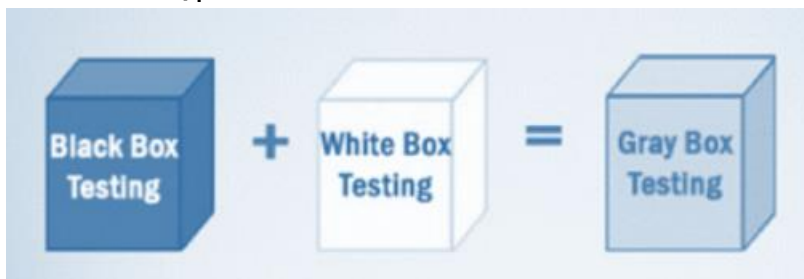 Black Box
Testing
+
White Box
Testing
=
Gray Box
Testing